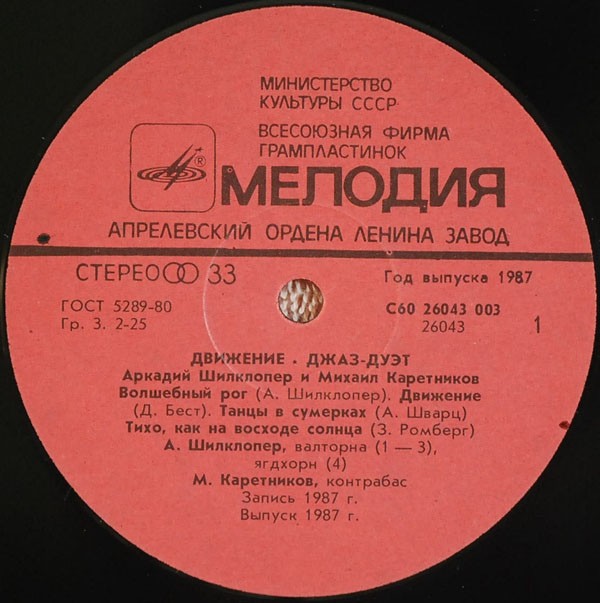 МИНИСТЕРСТВО
КУЛЬТУРЫ СССР
ВСЕСОЮЗНАЯ ФИРМА
ГРАМПЛАСТИНОК
®
МЕЛОДИЯ
АПРЕЛЕВСКИЙ ОРДЕНА ЛЕНИНА ЗАВОД
СТЕРЕО 33
Год выпуска 1987
ГОСТ 5289-80
Гр. 3. 2-25
С60 26043 003
26043
1
ДВИЖЕНИЕ . ДЖАЗ-ДУЭТ
Аркадий Шилклопер и Михаил Каретников
Волшебный рог (А. Шилклопер). Движение
(Д. Бест). Танцы в сумерках (А. Шварц)
Тихо, как на восходе солнца (З. Ромберг)
А. Шилклопер, валторна (1 — 3),
ягдхорн (4)
М. Каретников, контрабас
Запись 1987 г.
Выпуск 1987 г.